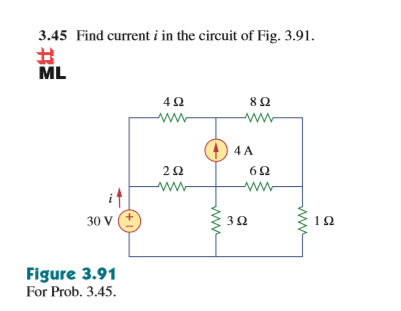 3.45 Find current i in the circuit of Fig. 3.91.
ML
4 Ω 8 Ω
4 A
2 Ω 6 Ω
i
30 V + − 3 Ω 1 Ω
Figure 3.91
For Prob. 3.45.